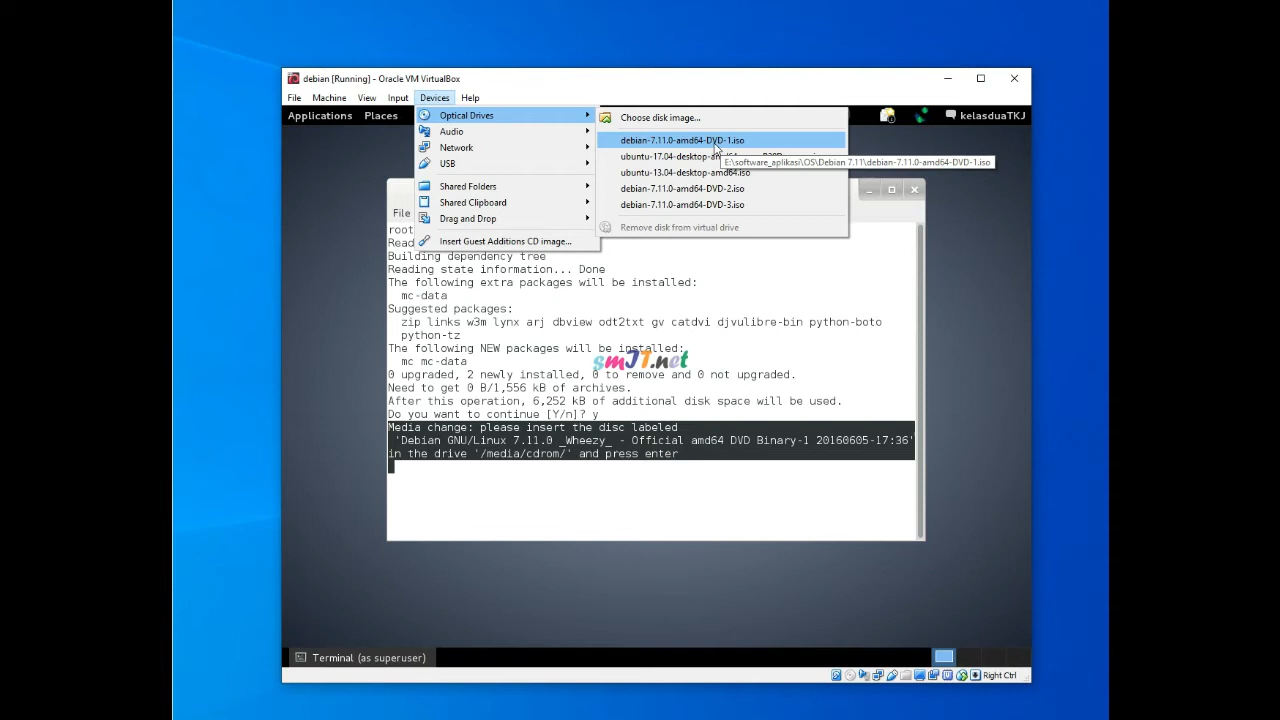 debian [Running] - Oracle VM VirtualBox
File Machine View Input Devices Help
Applications Places kelasduaTKJ
Optical Drives
Audio
Network
USB
Shared Folders
Shared Clipboard
Drag and Drop
Insert Guest Additions CD image...
Choose disk image...
debian-7.11.0-amd64-DVD-1.iso
ubuntu-17.04-desktop-amd64
E:\software_aplikasi\OS\Debian 7.11\debian-7.11.0-amd64-DVD-1.iso
ubuntu-13.04-desktop-amd64.iso
debian-7.11.0-amd64-DVD-2.iso
debian-7.11.0-amd64-DVD-3.iso
Remove disk from virtual drive
File
root
Read
Building dependency tree
Reading state information... Done
The following extra packages will be installed:
mc-data
Suggested packages:
zip links w3m lynx arj dbview odt2txt gv catdvi djvulibre-bin python-boto
python-tz
The following NEW packages will be installed:
mc mc-data
smIT.net
0 upgraded, 2 newly installed, 0 to remove and 0 not upgraded.
Need to get 0 B/1,556 kB of archives.
After this operation, 6,252 kB of additional disk space will be used.
Do you want to continue [Y/n]? y
Media change: please insert the disc labeled
'Debian GNU/Linux 7.11.0 _Wheezy_ - Official amd64 DVD Binary-1 20160605-17:36'
in the drive '/media/cdrom/' and press enter
Terminal (as superuser)
Right Ctrl